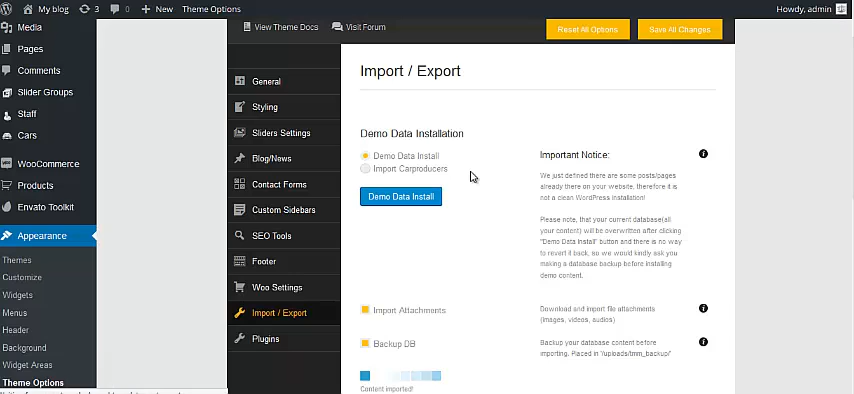 My blog 3 0 + New Theme Options Howdy, admin
Media
Pages
Comments
Slider Groups
Staff
Cars
WooCommerce
Products
Envato Toolkit
Appearance
Themes
Customize
Widgets
Menus
Header
Background
Widget Areas
Theme Options
View Theme Docs Visit Forum
Reset All Options Save All Changes
General
Styling
Sliders Settings
Blog/News
Contact Forms
Custom Sidebars
SEO Tools
Footer
Woo Settings
Import / Export
Plugins
Import / Export
Demo Data Installation
Demo Data Install
Import Carproducers
Demo Data Install
Important Notice:
We just defined there are some posts/pages
already there on your website, therefore it is
not a clean WordPress installation!
Please note, that your current database(all
your content) will be overwritten after clicking
"Demo Data Install" button and there is no way
to revert it back, so we would kindly ask you
making a database backup before installing
demo content.
Import Attachments
Download and import file attachments
(images, videos, audios)
Backup DB
Backup your database content before
importing. Placed in '/uploads/tmm_backup/'
Content imported!